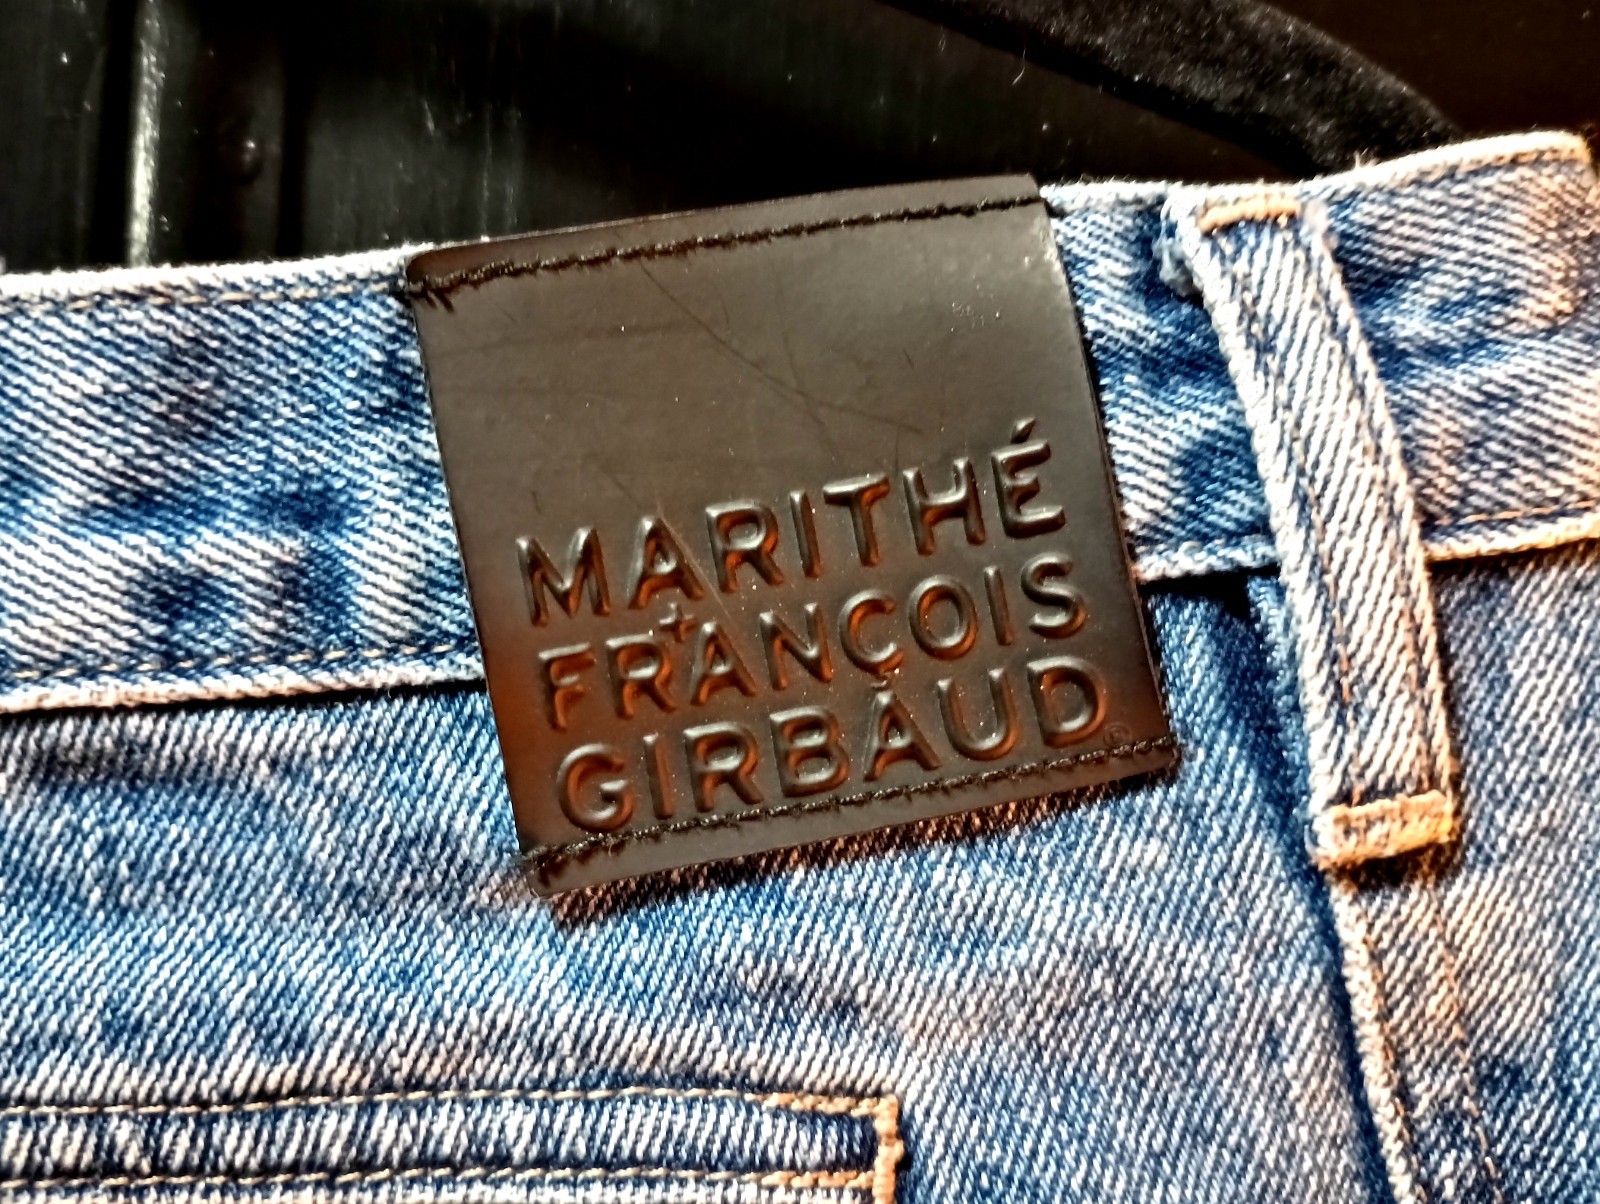 MARITHÉ
+
FRANÇOIS
GIRBAUD®